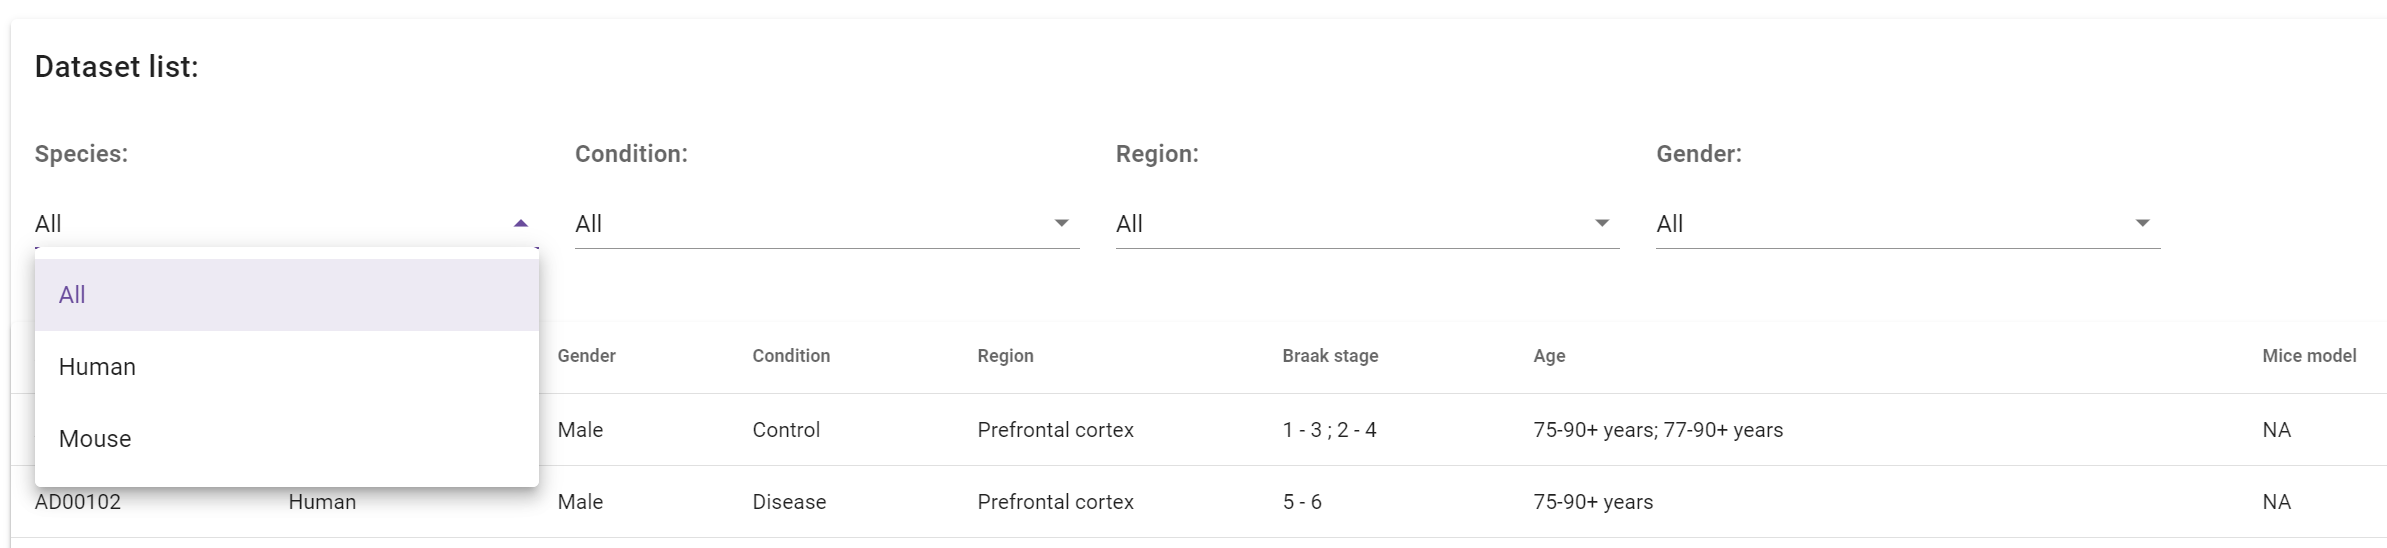 Dataset list:
Species: Condition: Region: Gender:
All All All All
All
Human
Mouse
Gender Condition Region Braak stage Age Mice model
Male Control Prefrontal cortex 1 - 3 ; 2 - 4 75-90+ years; 77-90+ years NA
AD00102 Human Male Disease Prefrontal cortex 5 - 6 75-90+ years NA